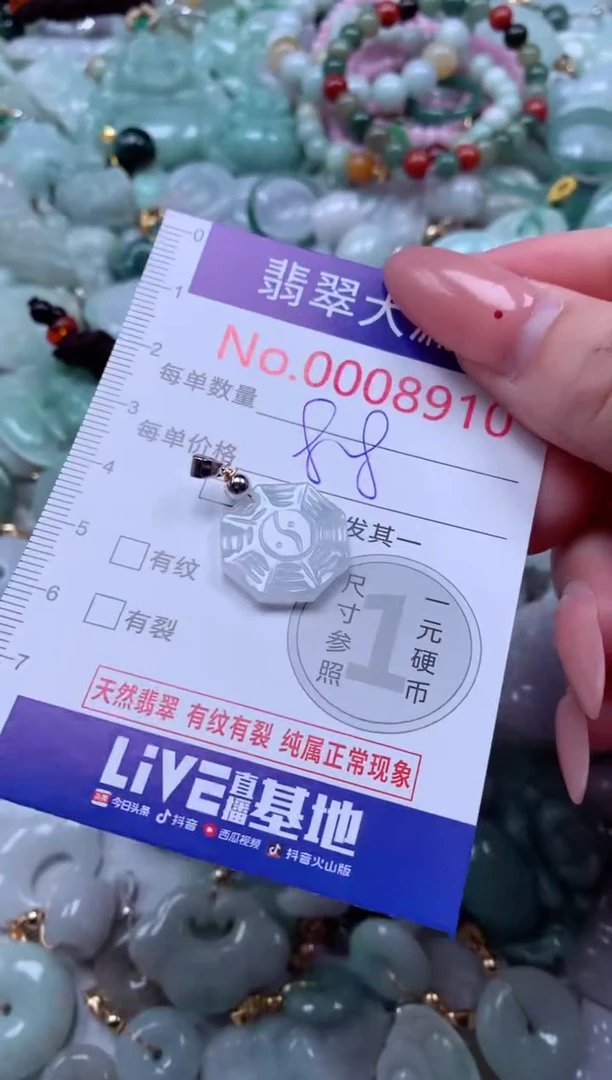 翡翠大
No.0008910
每单数量
每单价格 88
发其一
有纹
有裂
尺寸参照
1
一元硬币
天然翡翠 有纹有裂 纯属正常现象
LiVE直播基地
今日头条 抖音 西瓜视频 抖音火山版
0
1
2
3
4
5
6
7